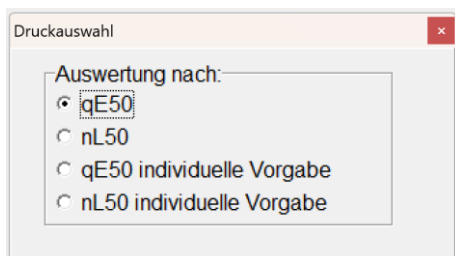 Druckauswahl
Auswertung nach:
qE50
nL50
qE50 individuelle Vorgabe
nL50 individuelle Vorgabe